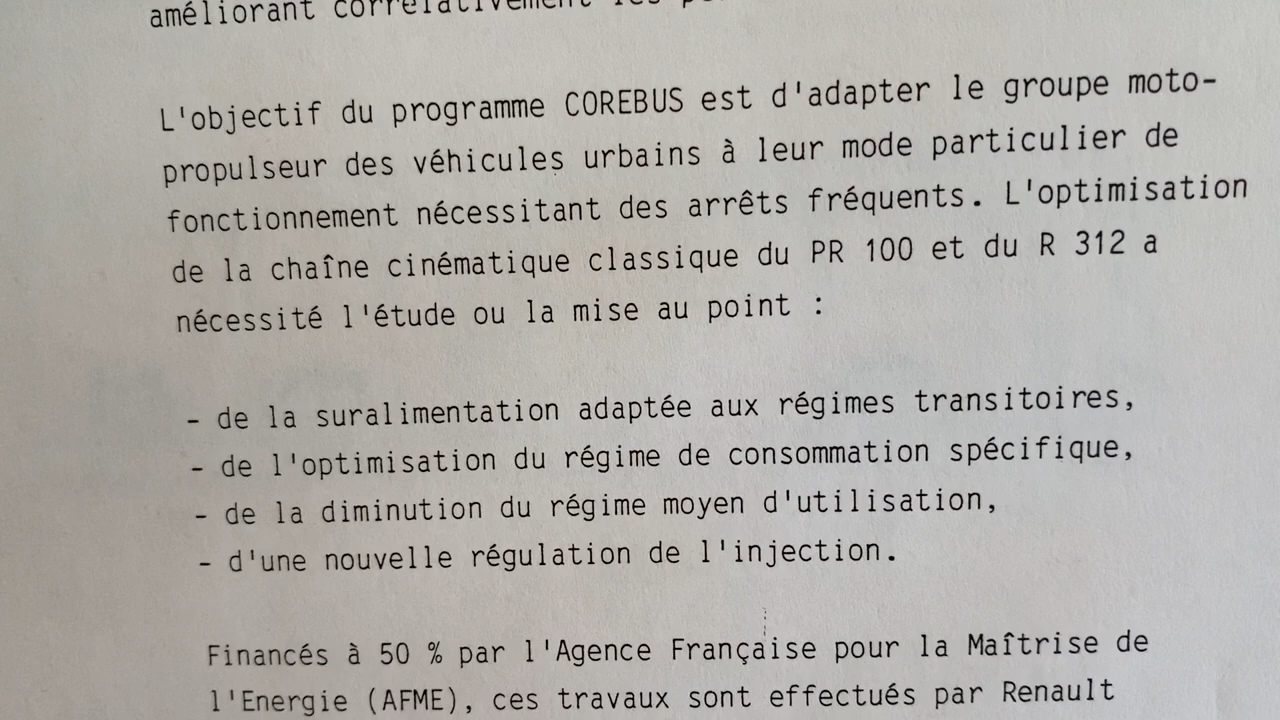 améliorant corrélativement les
L'objectif du programme COREBUS est d'adapter le groupe moto-
propulseur des véhicules urbains à leur mode particulier de
fonctionnement nécessitant des arrêts fréquents. L'optimisation
de la chaîne cinématique classique du PR 100 et du R 312 a
nécessité l'étude ou la mise au point :
- de la suralimentation adaptée aux régimes transitoires,
- de l'optimisation du régime de consommation spécifique,
- de la diminution du régime moyen d'utilisation,
- d'une nouvelle régulation de l'injection.
Financés à 50 % par l'Agence Française pour la Maîtrise de
l'Energie (AFME), ces travaux sont effectués par Renault